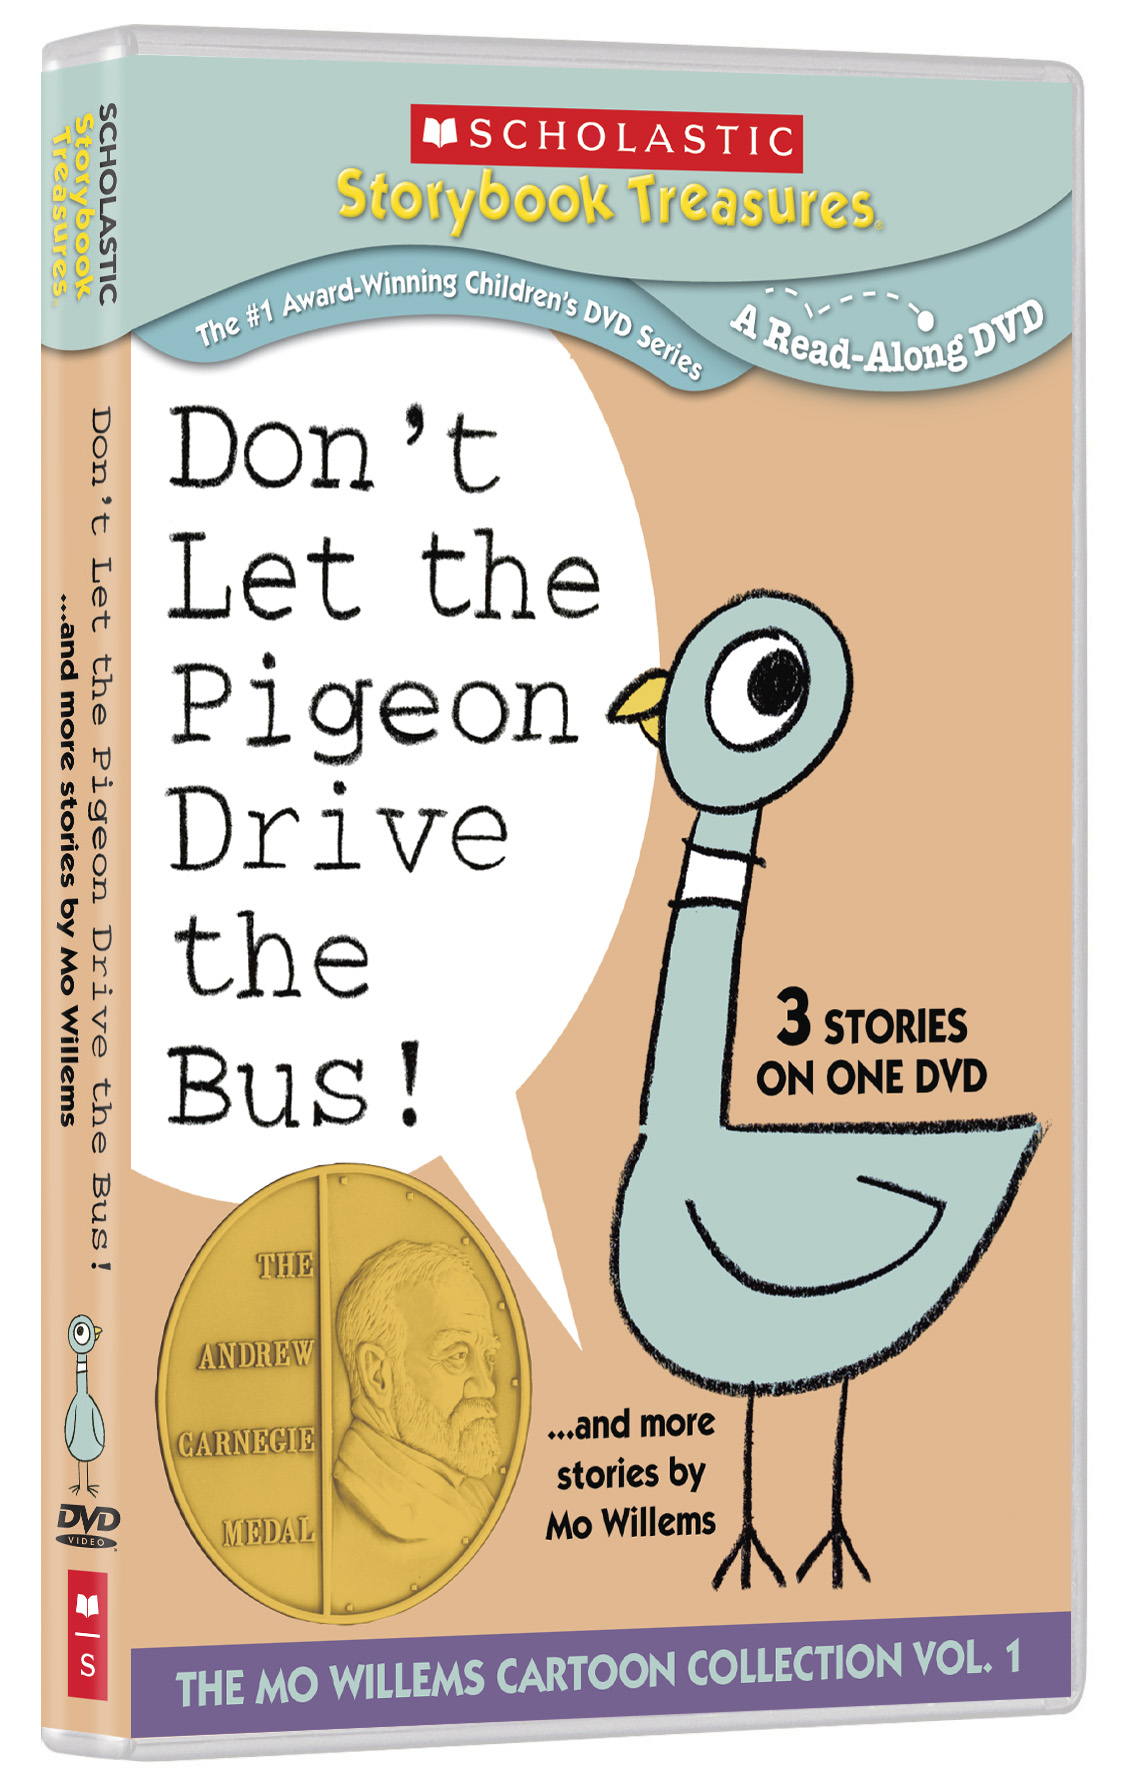 SCHOLASTIC
Storybook Treasures®
The #1 Award-Winning Children's DVD Series
A Read-Along DVD
Don't
Let the
Pigeon
Drive
the
Bus!
3 STORIES
ON ONE DVD
THE
ANDREW
CARNEGIE
MEDAL
...and more
stories by
Mo Willems
THE MO WILLEMS CARTOON COLLECTION VOL. 1
SCHOLASTIC
Storybook
Treasures®
Don't Let the Pigeon Drive the Bus!
...and more stories by Mo Willems
DVD
VIDEO
S